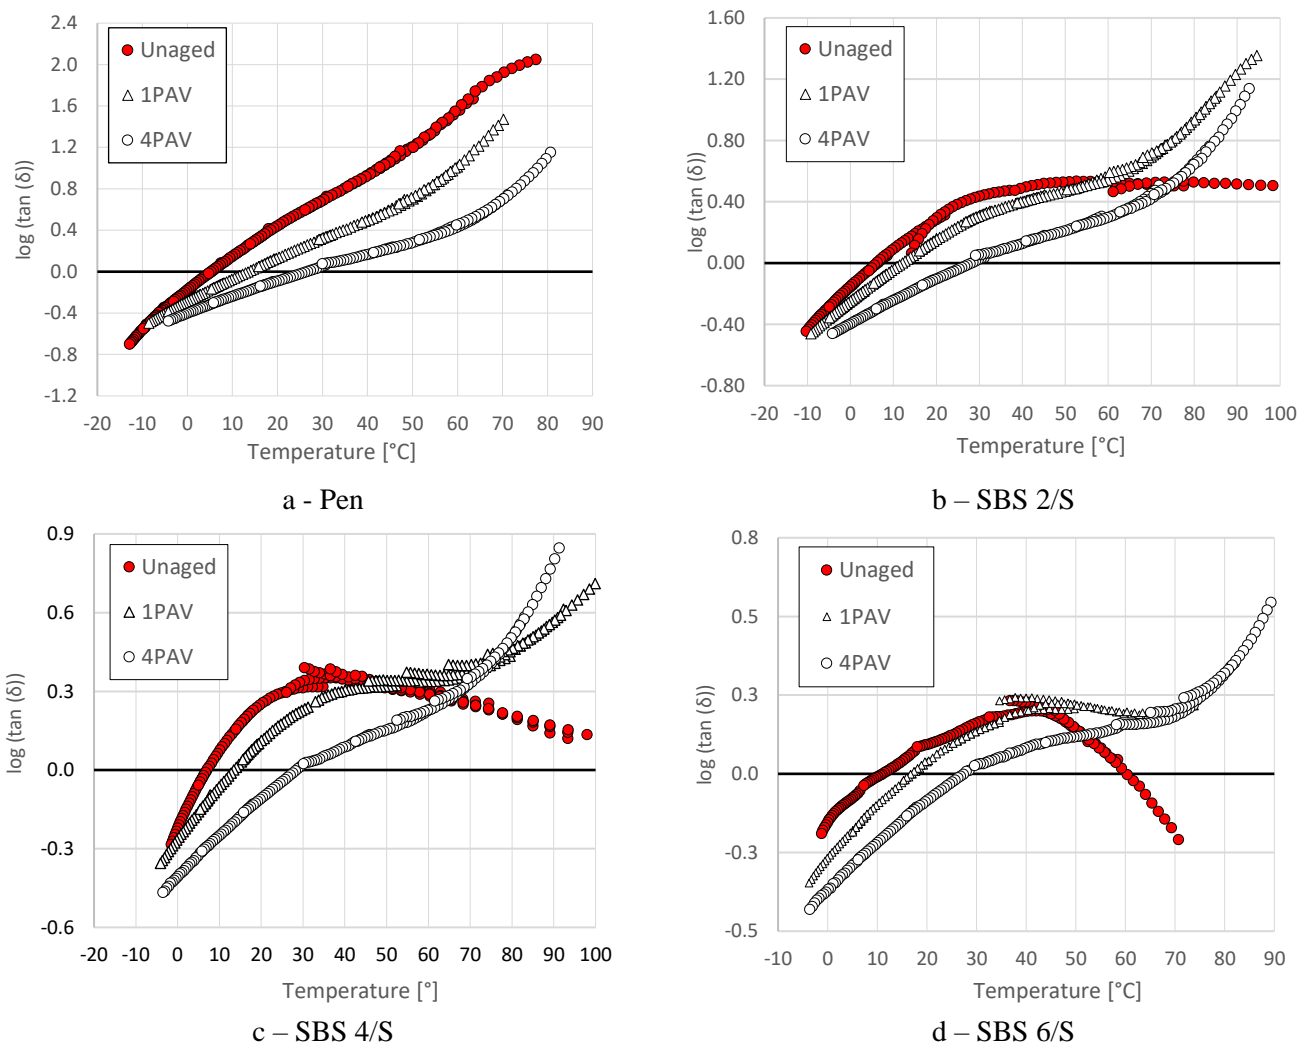 2.4
2.0
1.6
1.2
0.8
0.4
0.0
-0.4
-0.8
-1.2
log (tan (δ))
Unaged
1PAV
4PAV
-20 -10 0 10 20 30 40 50 60 70 80 90
Temperature [°C]
a - Pen
1.60
1.20
0.80
0.40
0.00
-0.40
-0.80
log (tan (δ))
Unaged
1PAV
4PAV
-20 -10 0 10 20 30 40 50 60 70 80 90 100
Temperature [°C]
b – SBS 2/S
0.9
0.6
0.3
0.0
-0.3
-0.6
log (tan (δ))
Unaged
1PAV
4PAV
-20 -10 0 10 20 30 40 50 60 70 80 90 100
Temperature [°]
c – SBS 4/S
0.8
0.5
0.3
0.0
-0.3
-0.5
log (tan (δ))
Unaged
1PAV
4PAV
-10 0 10 20 30 40 50 60 70 80 90
Temperature [°C]
d – SBS 6/S